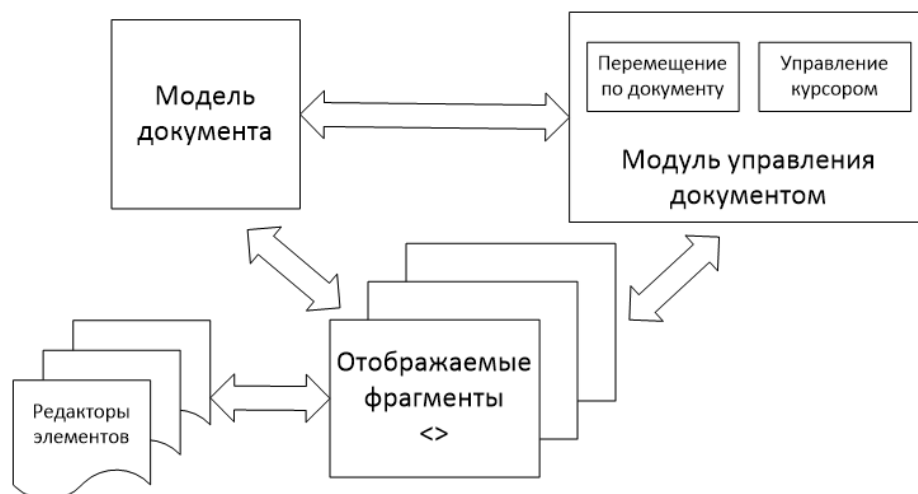 Модель
документа
Перемещение
по документу
Управление
курсором
Модуль управления
документом
Отображаемые
фрагменты
<>
Редакторы
элементов